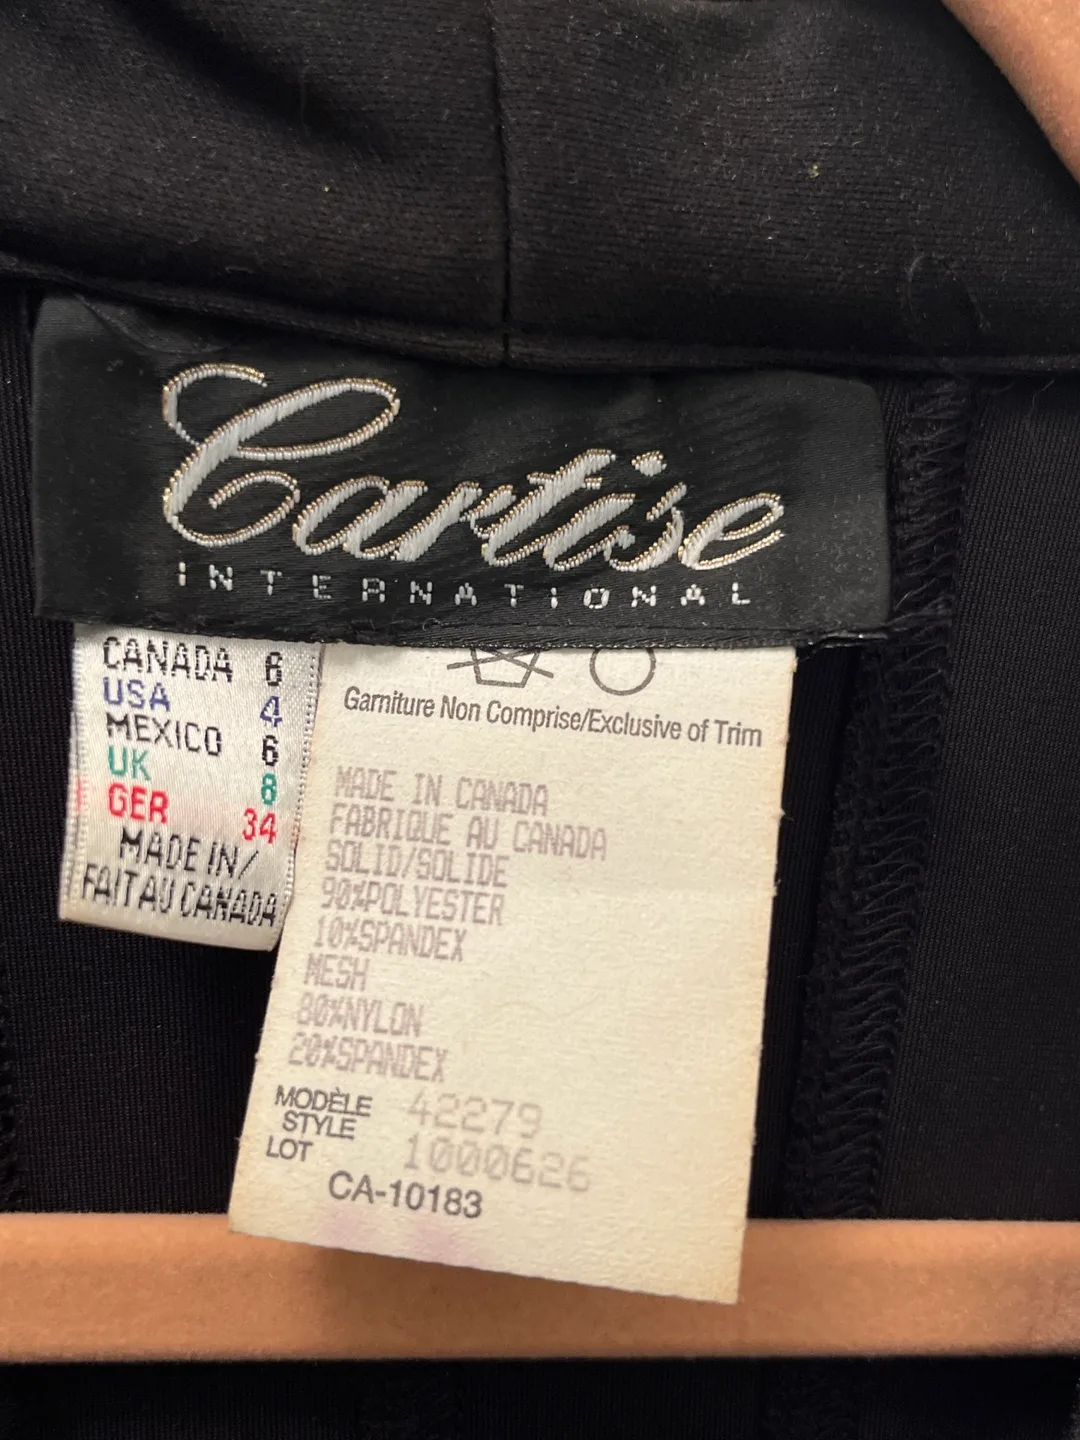 Cartise
INTERNATIONAL
CANADA 6
USA 4
MEXICO 6
UK 8
GER 34
MADE IN/
FAIT AU CANADA
Garniture Non Comprise/Exclusive of Trim
MADE IN CANADA
FABRIQUE AU CANADA
SOLID/SOLIDE
90%POLYESTER
10%SPANDEX
MESH
80%NYLON
20%SPANDEX
MODÈLE 42279
STYLE
LOT 1000626
CA-10183